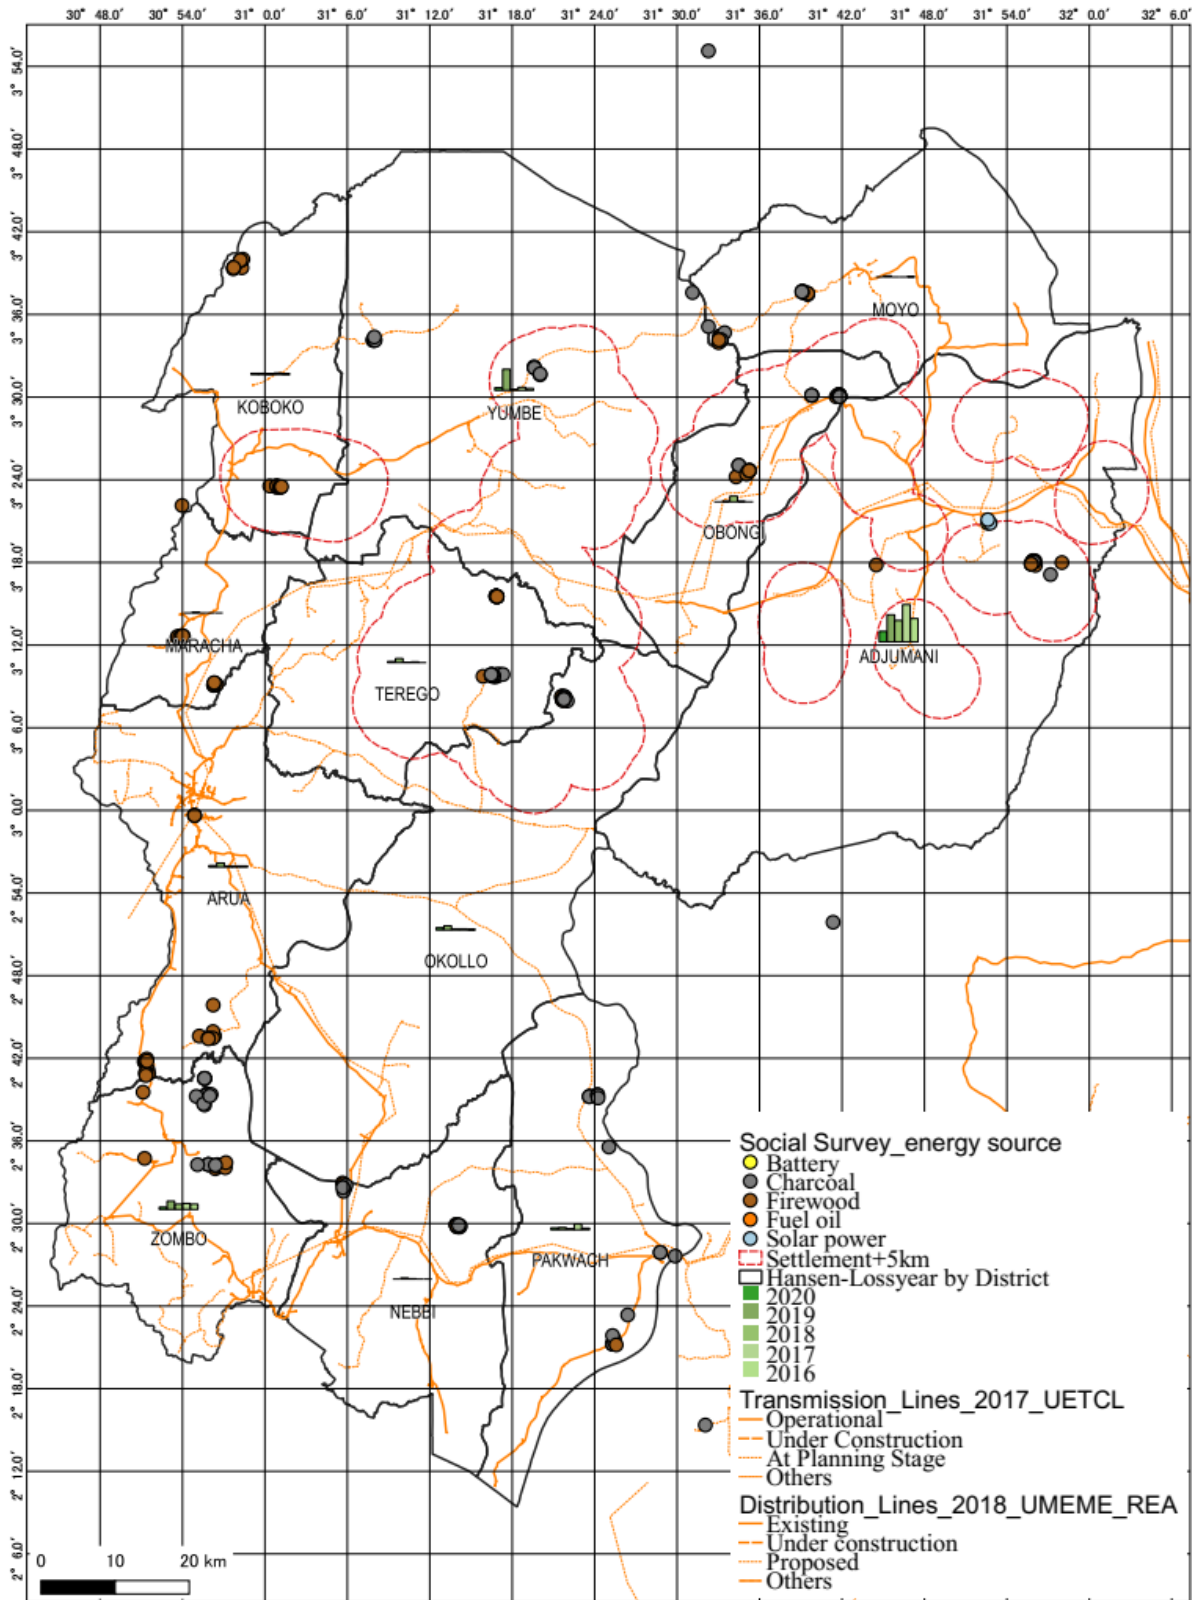 30° 48.0′ 30° 54.0′ 31° 0.0′ 31° 6.0′ 31° 12.0′ 31° 18.0′ 31° 24.0′ 31° 30.0′ 31° 36.0′ 31° 42.0′ 31° 48.0′ 31° 54.0′ 32° 0.0′ 32° 6.0′
3° 54.0′
3° 48.0′
3° 42.0′
3° 36.0′
3° 30.0′
3° 24.0′
3° 18.0′
3° 12.0′
3° 6.0′
3° 0.0′
2° 54.0′
2° 48.0′
2° 42.0′
2° 36.0′
2° 30.0′
2° 24.0′
2° 18.0′
2° 12.0′
2° 6.0′
MOYO
KOBOKO
YUMBE
OBONGI
MARACHA
ADJUMANI
TEREGO
ARUA
OKOLLO
ZOMBO
PAKWACH
NEBBI
Social Survey_energy source
Battery
Charcoal
Firewood
Fuel oil
Solar power
Settlement+5km
Hansen-Lossyear by District
2020
2019
2018
2017
2016
Transmission_Lines_2017_UETCL
Operational
Under Construction
At Planning Stage
Others
Distribution_Lines_2018_UMEME_REA
Existing
Under construction
Proposed
Others
0 10 20 km